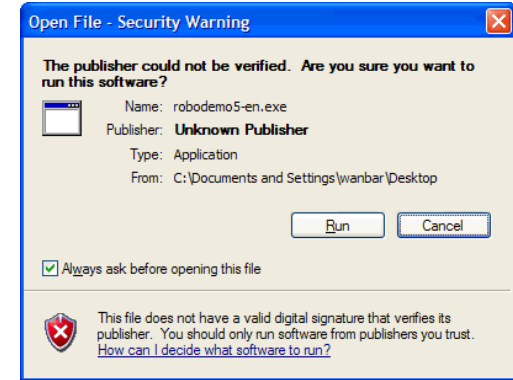 Open File - Security Warning
The publisher could not be verified.  Are you sure you want to
run this software?
Name: robodemo5-en.exe
Publisher: Unknown Publisher
Type: Application
From: C:\Documents and Settings\wanbar\Desktop
Run Cancel
Always ask before opening this file
This file does not have a valid digital signature that verifies its
publisher.  You should only run software from publishers you trust.
How can I decide what software to run?